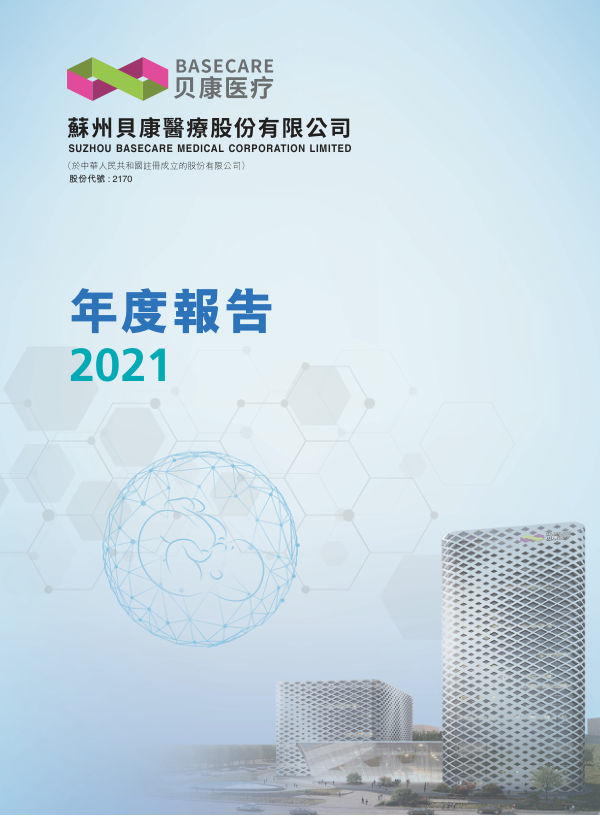 BASECARE
贝康医疗
蘇州貝康醫療股份有限公司
SUZHOU BASECARE MEDICAL CORPORATION LIMITED
（於中華人民共和國註冊成立的股份有限公司）
股份代號 : 2170
年度報告
2021